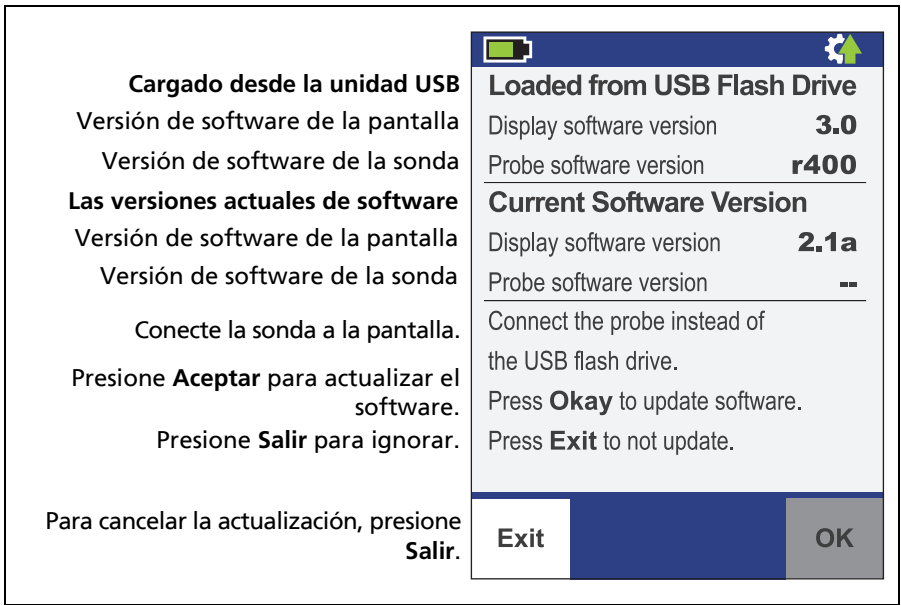 Cargado desde la unidad USB
Versión de software de la pantalla
Versión de software de la sonda
Las versiones actuales de software
Versión de software de la pantalla
Versión de software de la sonda
Conecte la sonda a la pantalla.
Presione Aceptar para actualizar el
software.
Presione Salir para ignorar.
Para cancelar la actualización, presione
Salir.
Loaded from USB Flash Drive
Display software version 3.0
Probe software version r400
Current Software Version
Display software version 2.1a
Probe software version --
Connect the probe instead of
the USB flash drive.
Press Okay to update software.
Press Exit to not update.
Exit OK